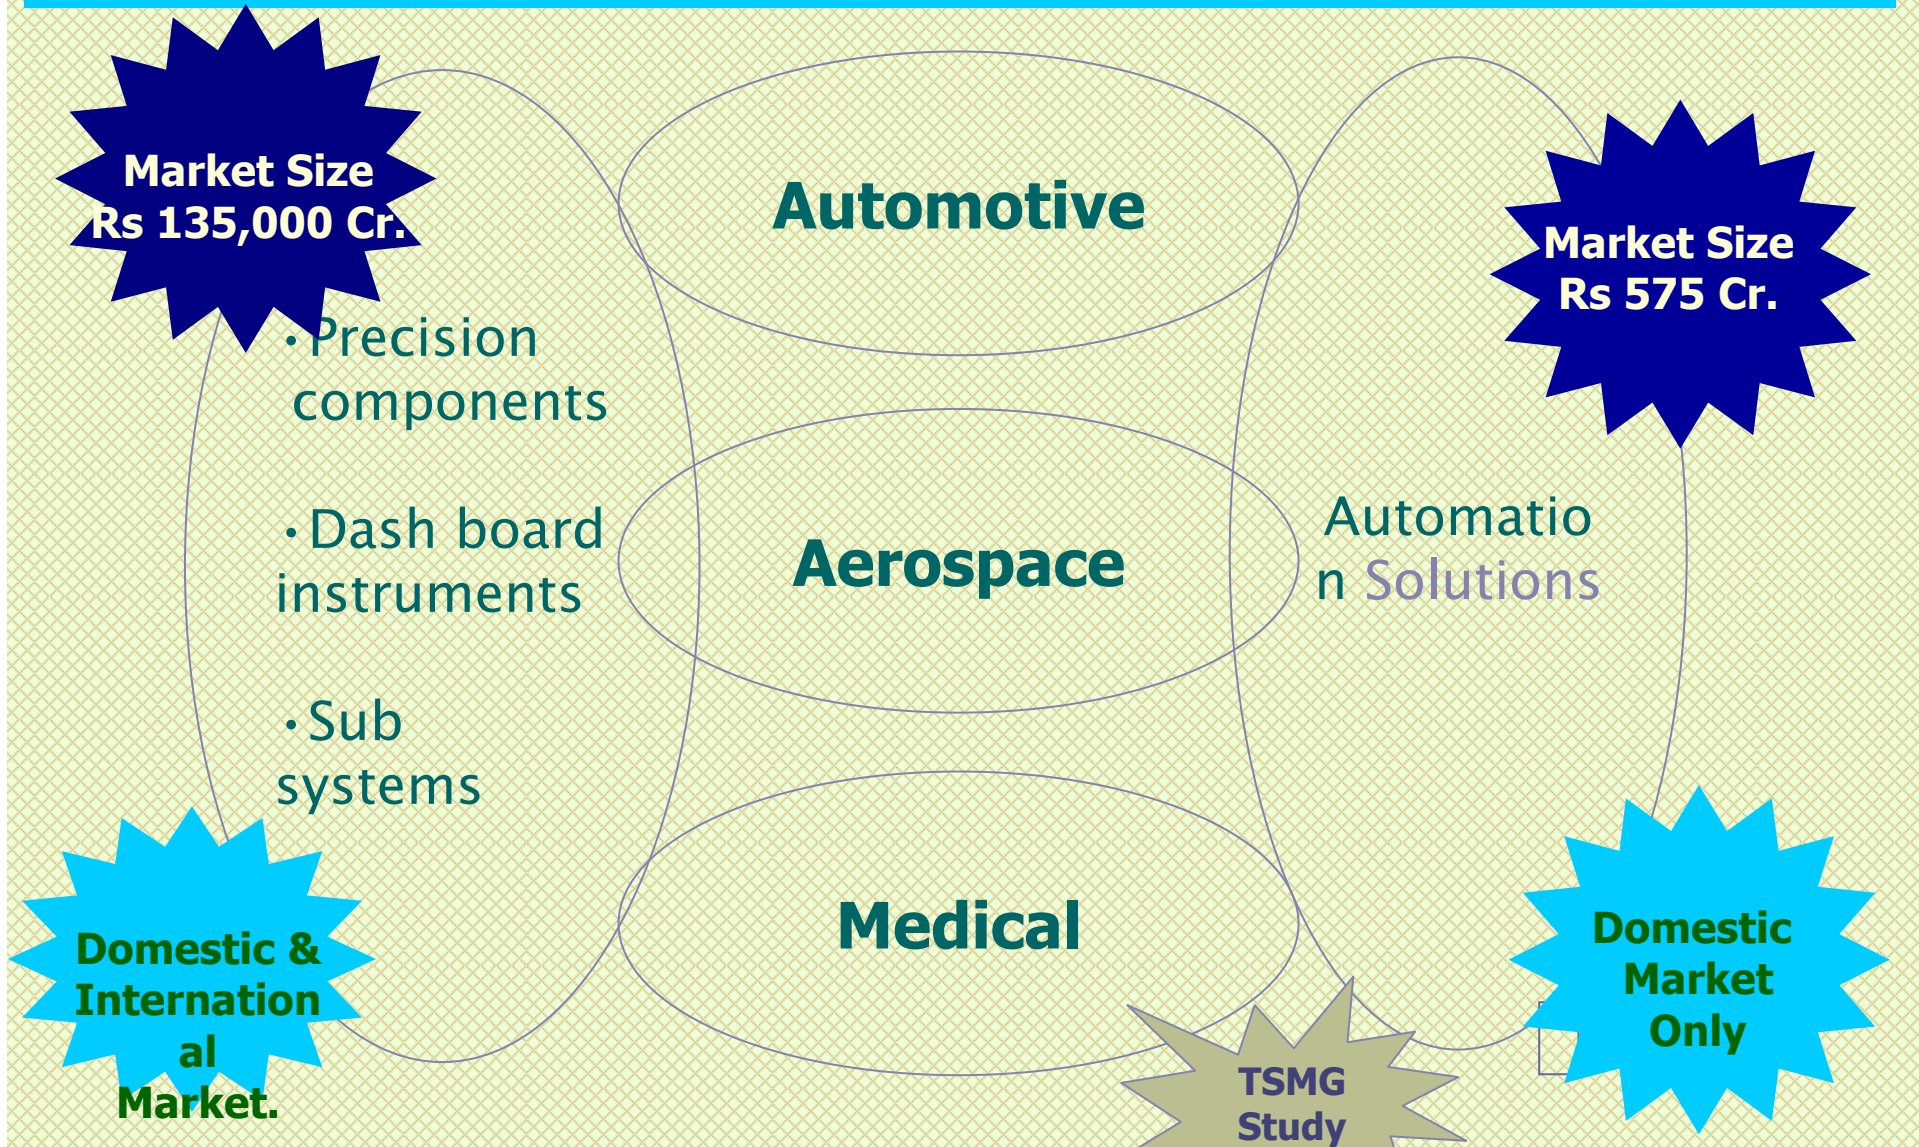 Market Size
Rs 135,000 Cr.
• Precision
components
• Dash board
instruments
• Sub
systems
Domestic &
Internation
al
Market.
Automotive
Aerospace
Medical
Market Size
Rs 575 Cr.
Automatio
n Solutions
Domestic
Market
Only
TSMG
Study